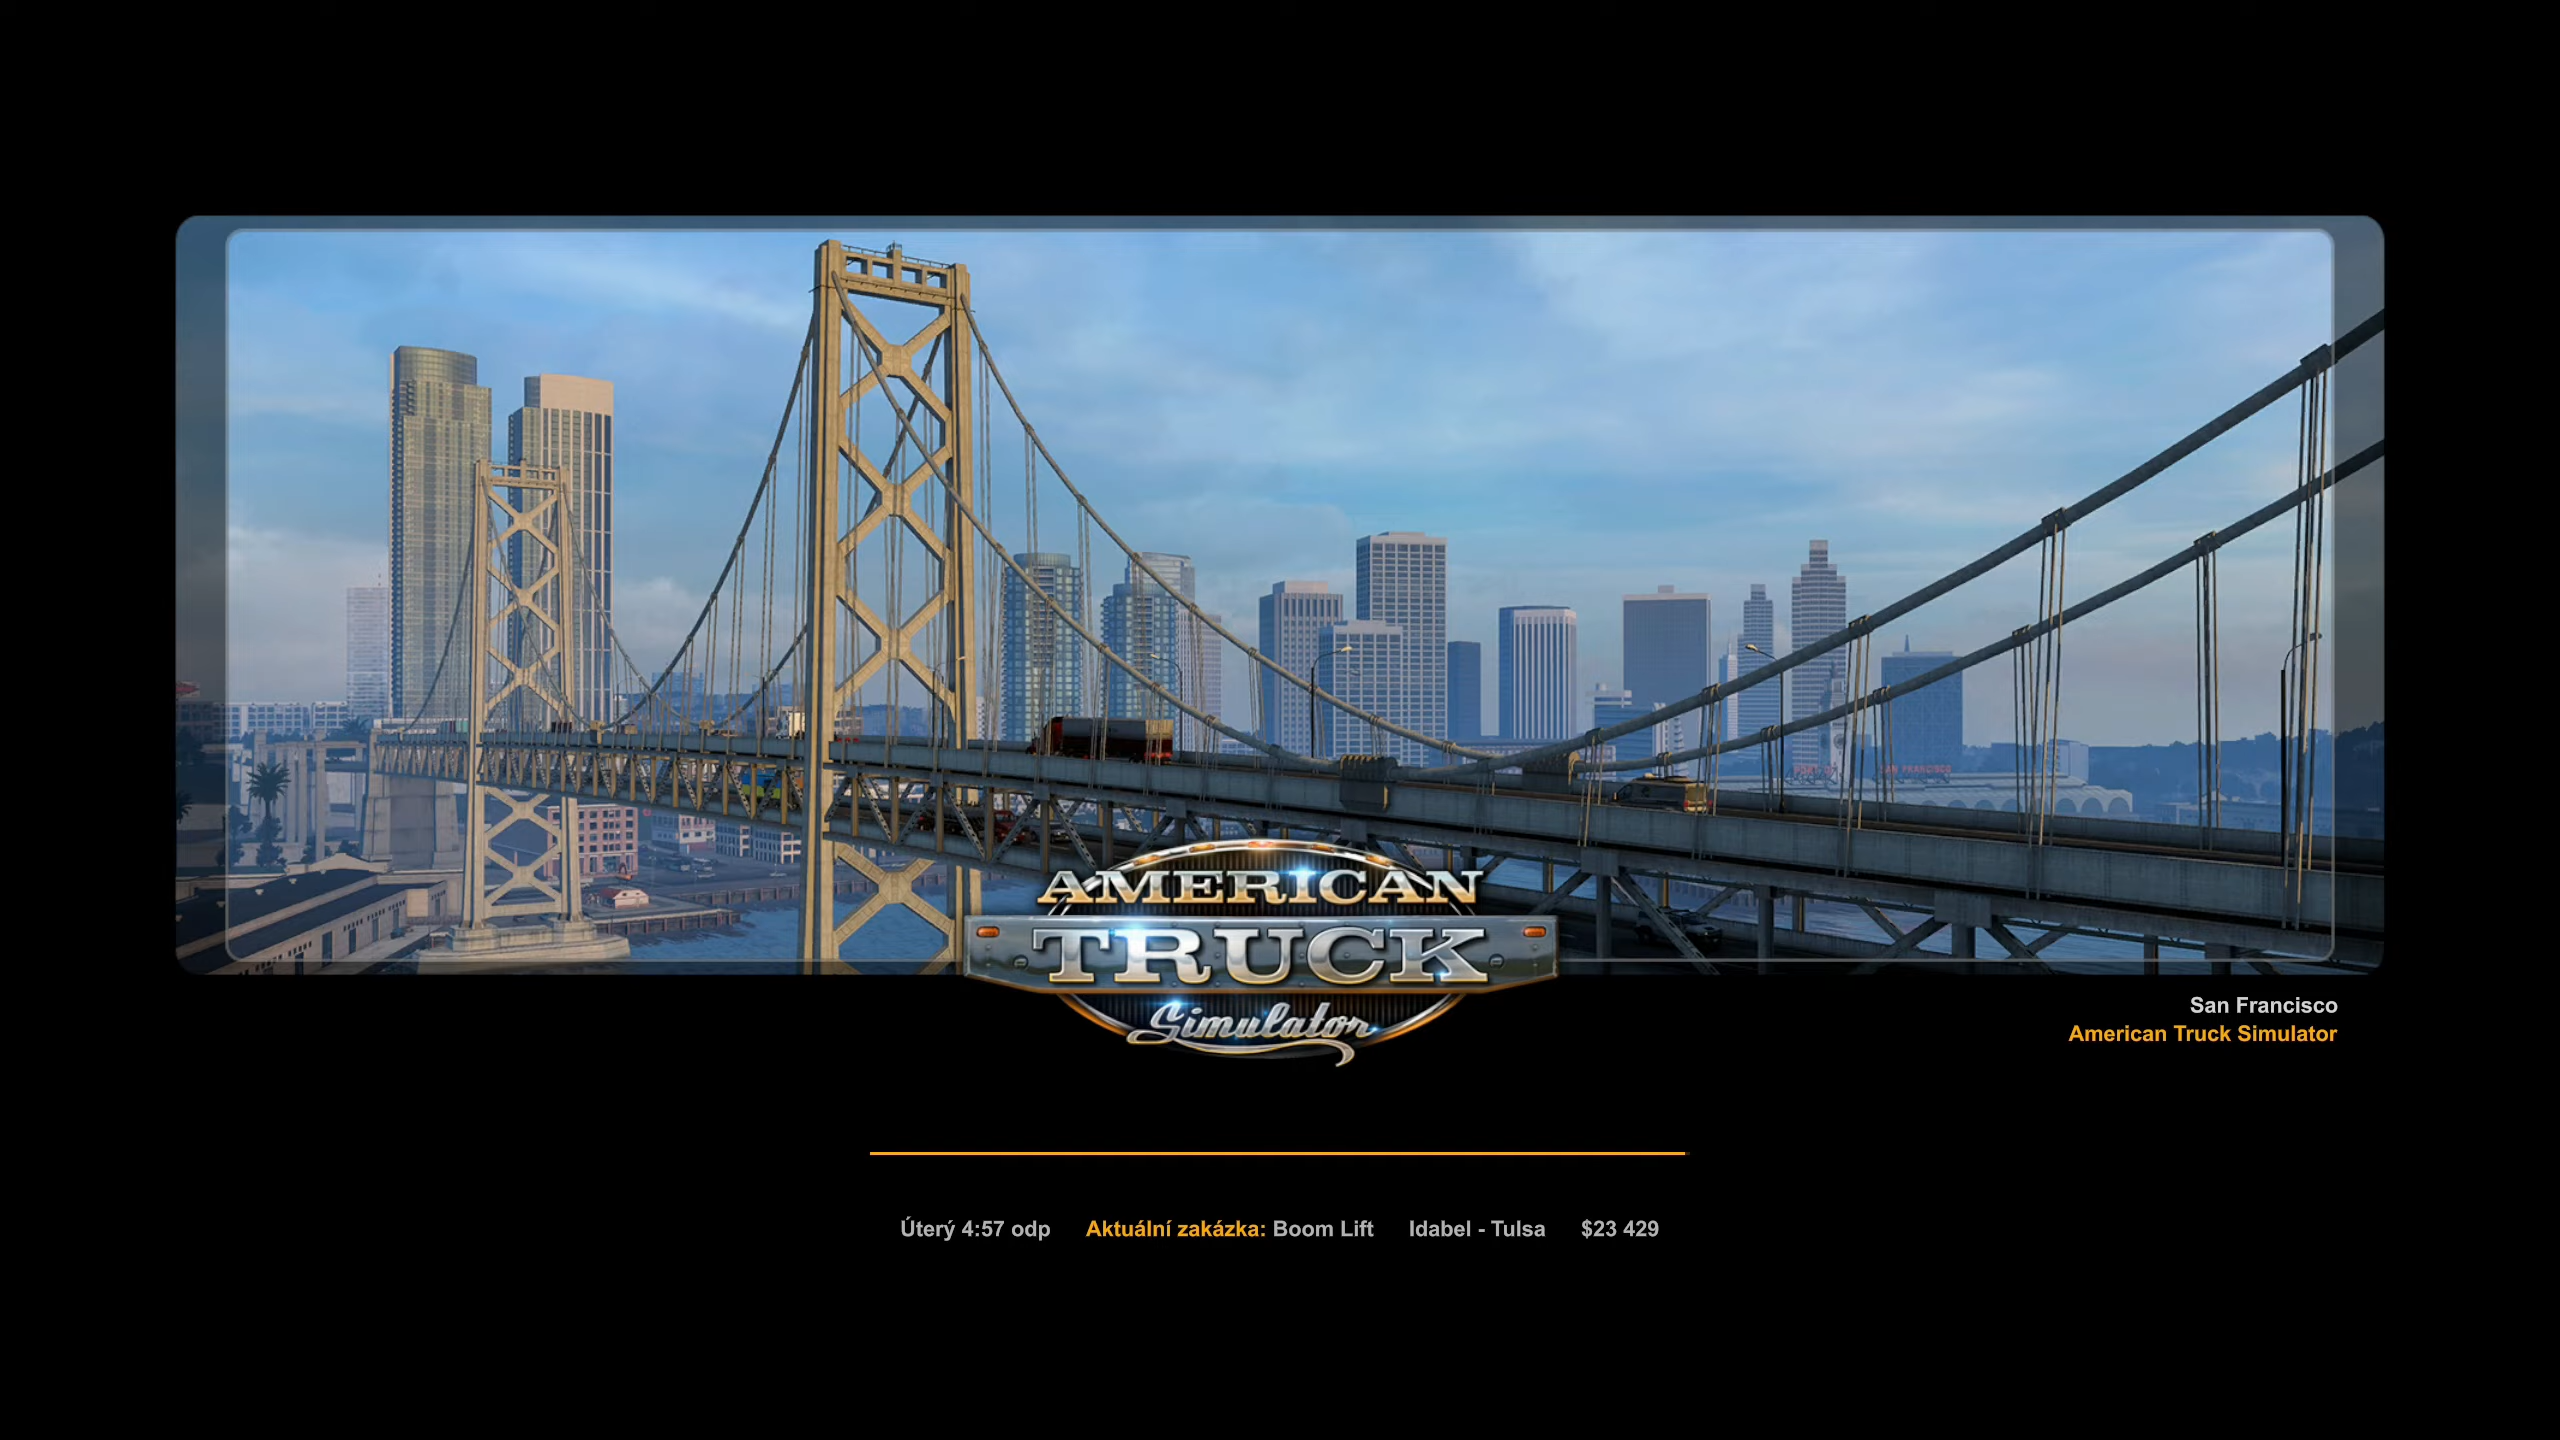 AMERICAN
TRUCK
Simulator
San Francisco
American Truck Simulator
Úterý 4:57 odp Aktuální zakázka: Boom Lift Idabel - Tulsa $23 429